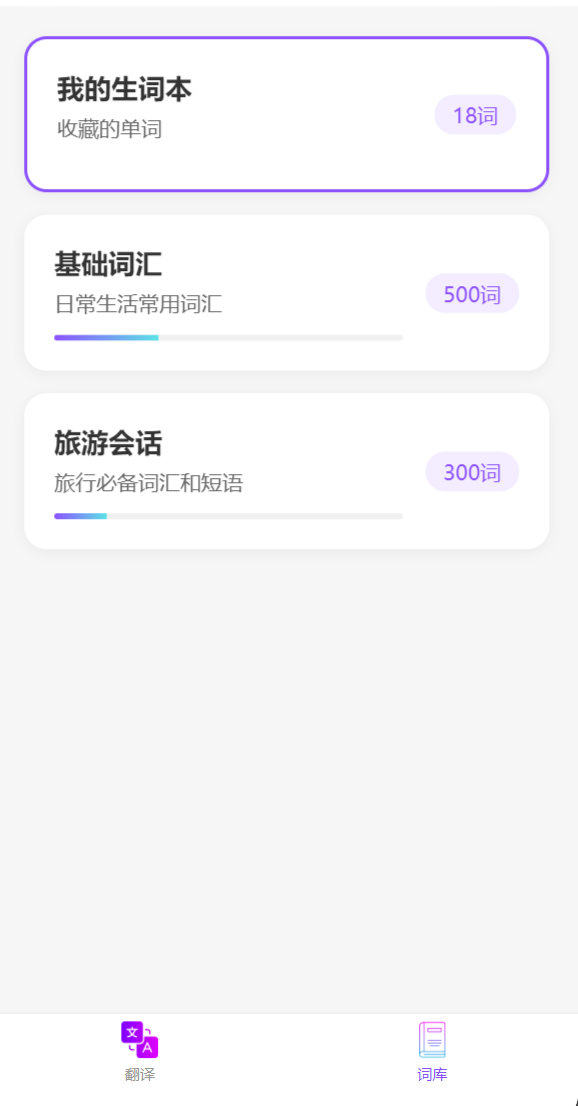 我的生词本
收藏的单词
18词
基础词汇
日常生活常用词汇
500词
旅游会话
旅行必备词汇和短语
300词
文
A
翻译
词库